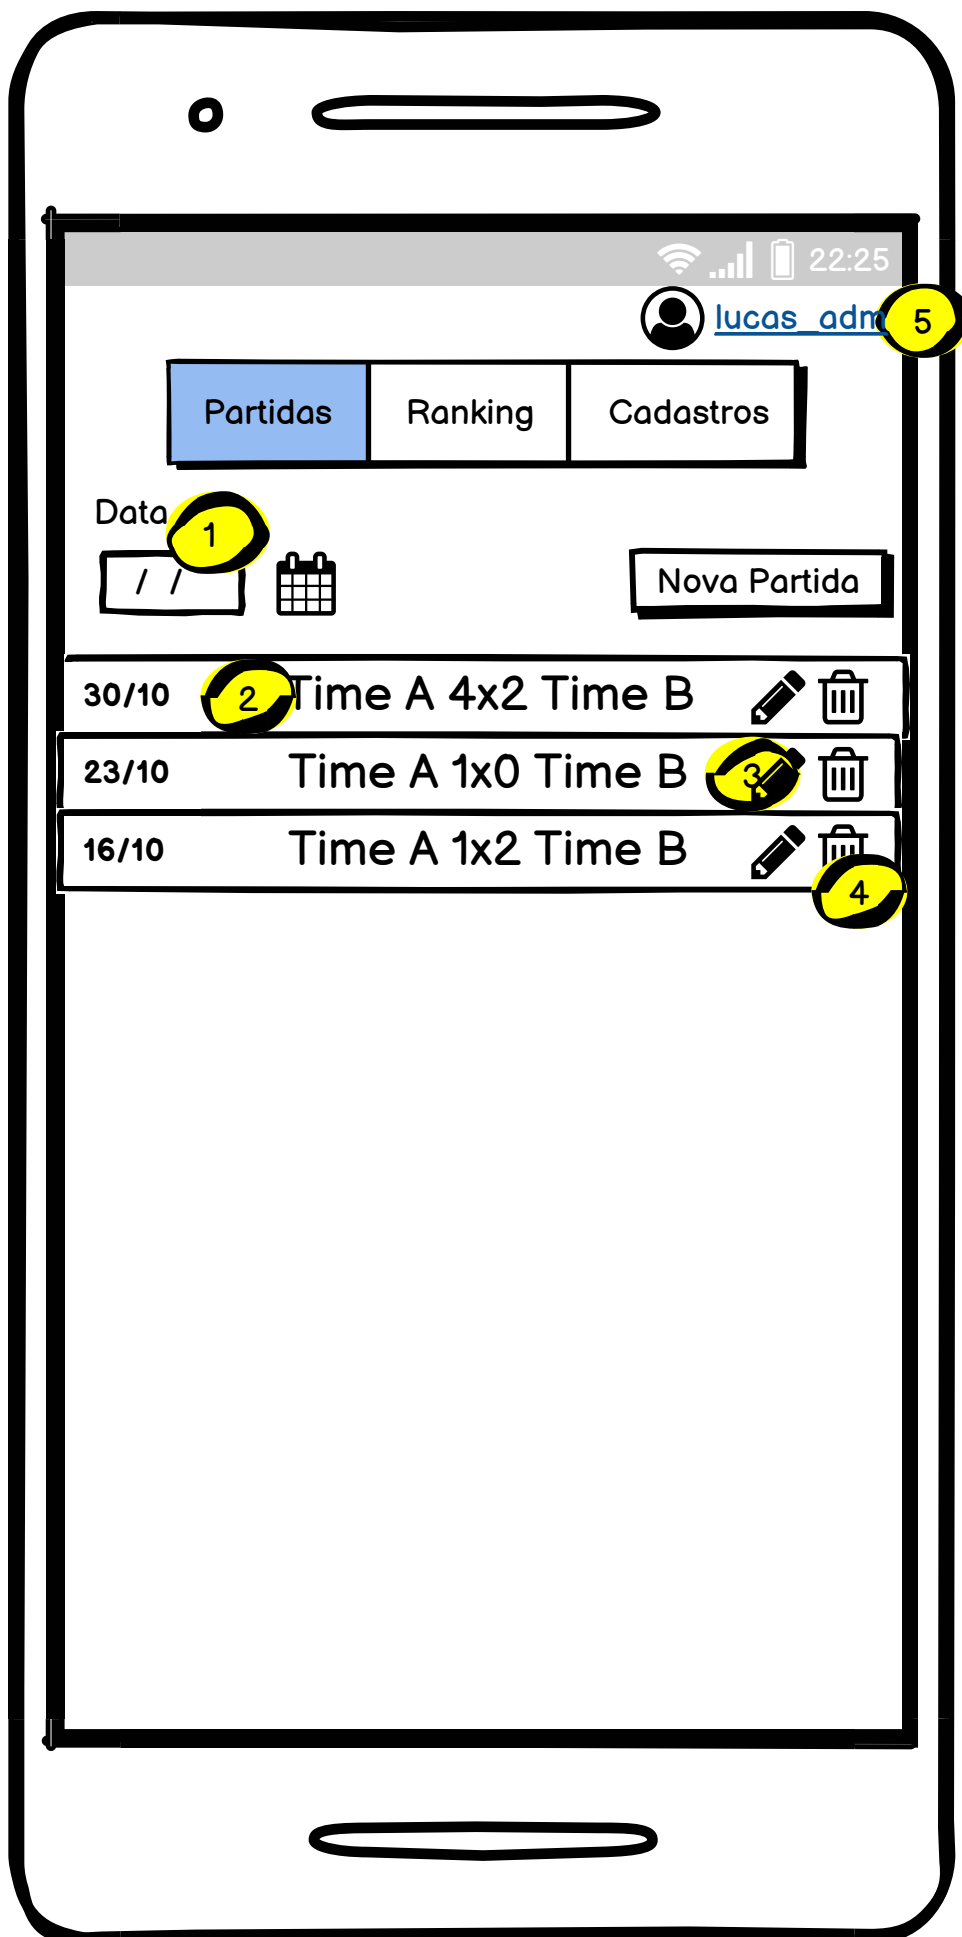 22:25
lucas_adm 5
Partidas Ranking Cadastros
Data 1
/ /
Nova Partida
30/10 2 Time A 4x2 Time B
23/10 Time A 1x0 Time B 3
16/10 Time A 1x2 Time B
4